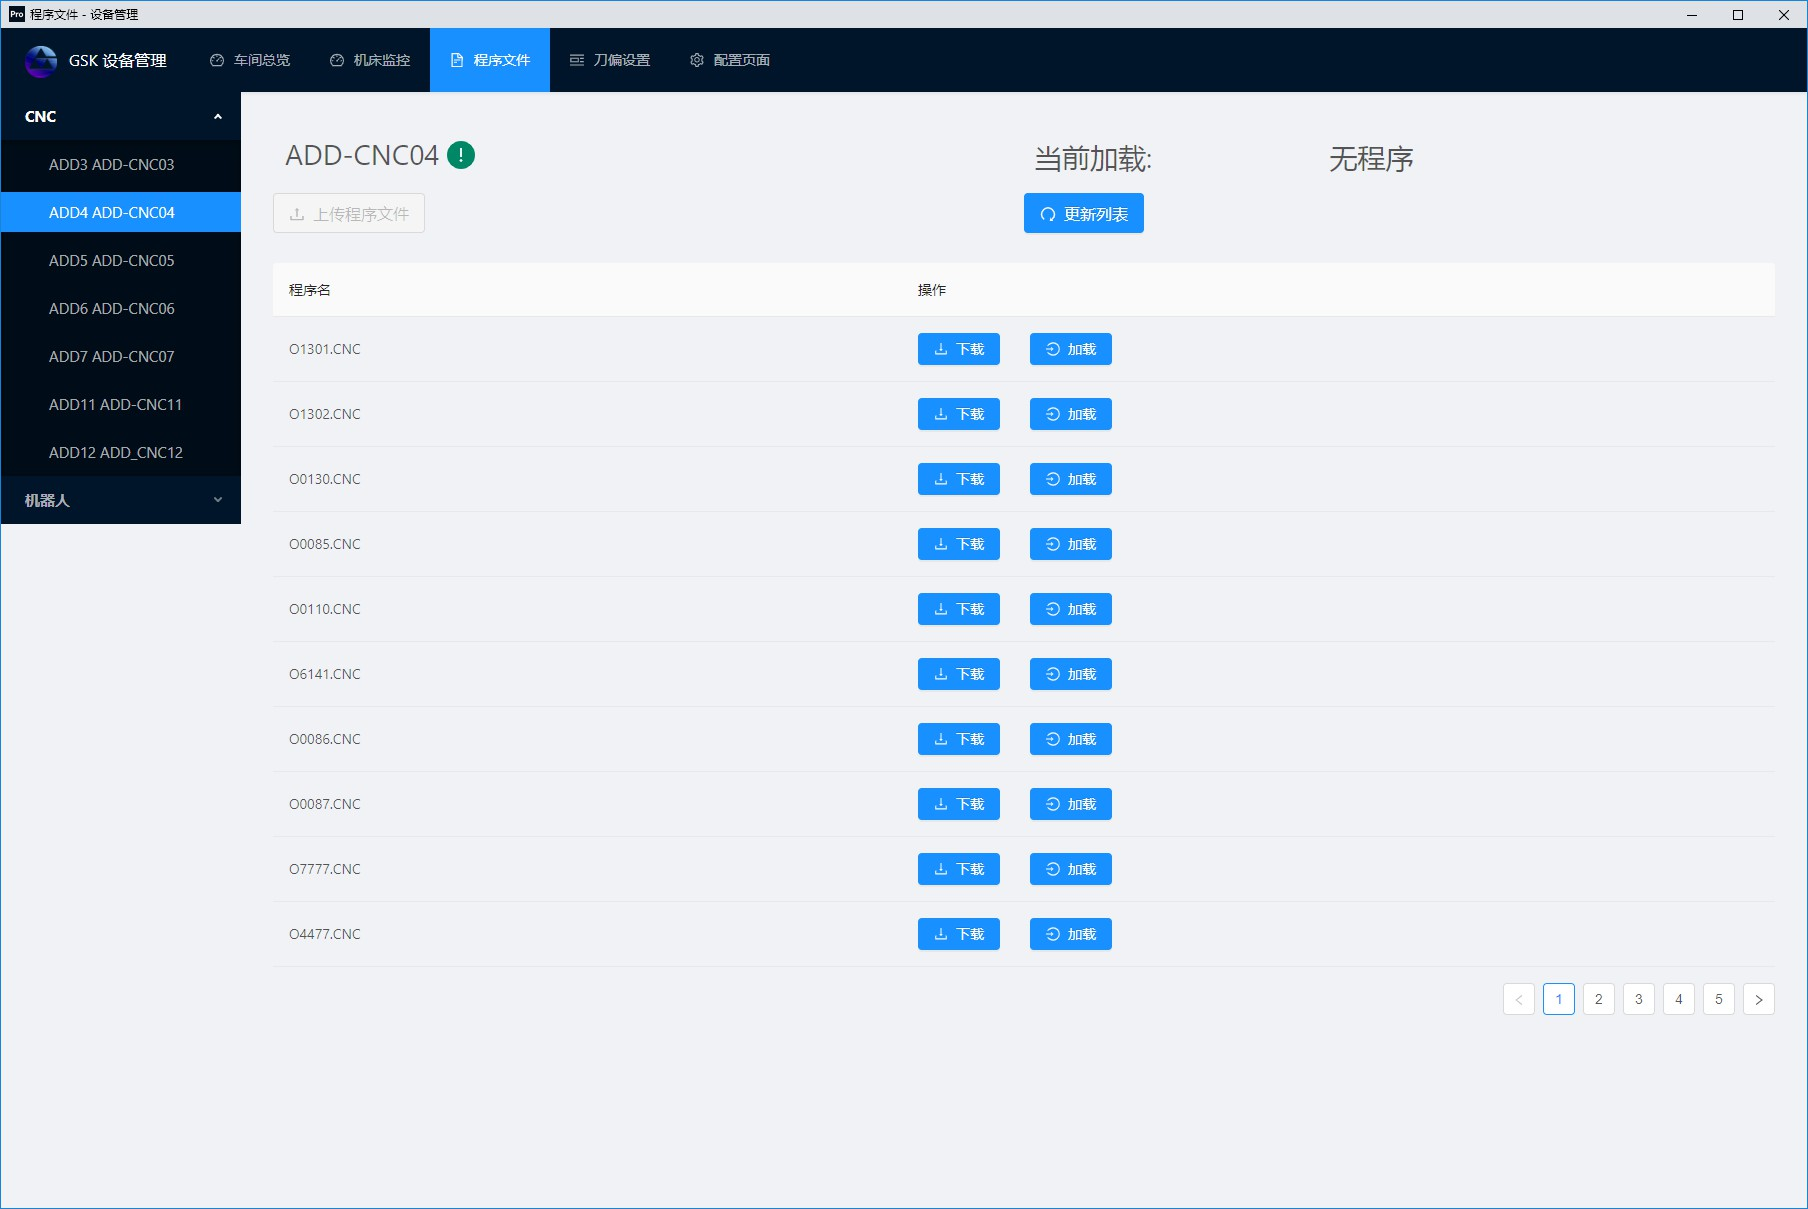 Pro 程序文件 - 设备管理
GSK 设备管理 车间总览 机床监控 程序文件 刀偏设置 配置页面
CNC
ADD3 ADD-CNC03
ADD4 ADD-CNC04
ADD5 ADD-CNC05
ADD6 ADD-CNC06
ADD7 ADD-CNC07
ADD11 ADD-CNC11
ADD12 ADD_CNC12
机器人
ADD-CNC04 ! 当前加载: 无程序
上传程序文件 更新列表
程序名 操作
O1301.CNC 下载 加载
O1302.CNC 下载 加载
O0130.CNC 下载 加载
O0085.CNC 下载 加载
O0110.CNC 下载 加载
O6141.CNC 下载 加载
O0086.CNC 下载 加载
O0087.CNC 下载 加载
O7777.CNC 下载 加载
O4477.CNC 下载 加载
< 1 2 3 4 5 >